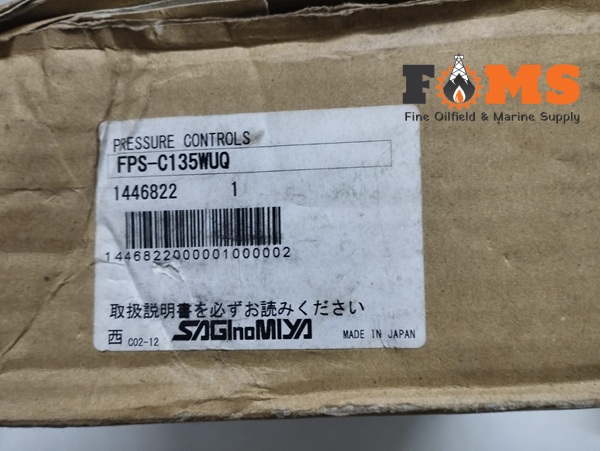 FOMS
Fine Oilfield & Marine Supply
PRESSURE CONTROLS
FPS-C135WUQ
1446822 1
1446822000001000002
取扱説明書を必ずお読みください
西 C02-12 SAGInoMIYA MADE IN JAPAN